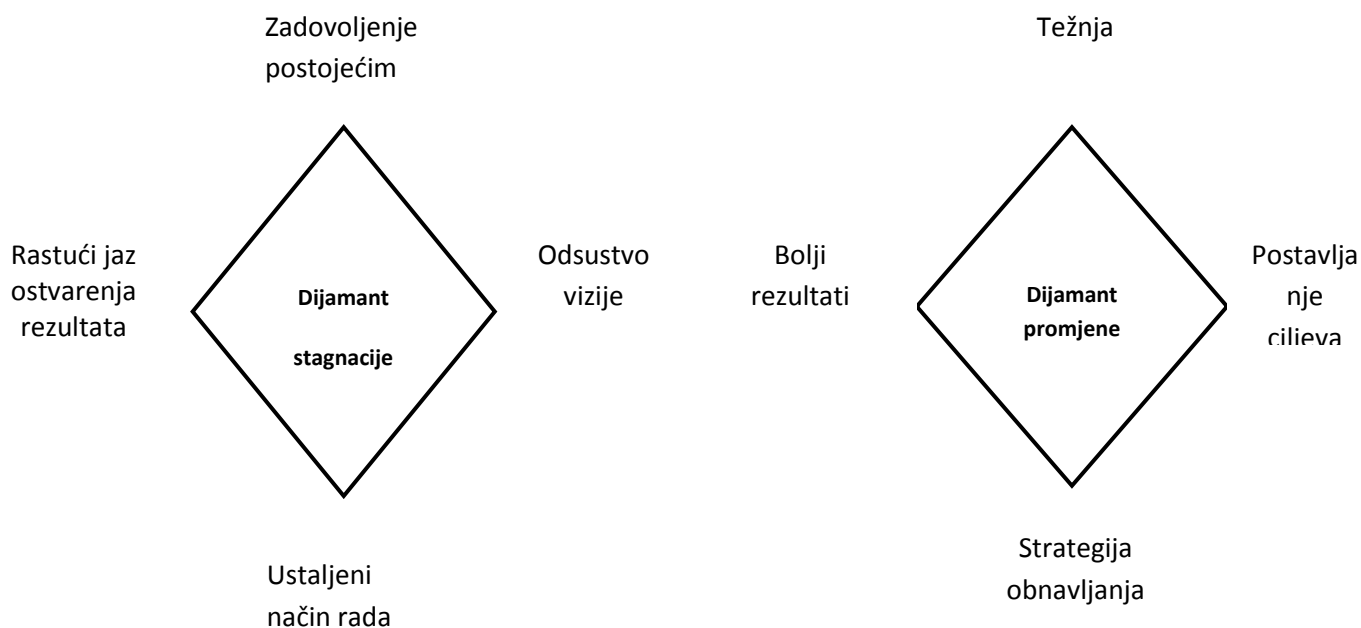 Zadovoljenje
postojećim
Rastući jaz
ostvarenja
rezultata
Dijamant
stagnacije
Odsustvo
vizije
Ustaljeni
način rada
Težnja
Bolji
rezultati
Dijamant
promjene
Postavlja
nje
ciljeva
Strategija
obnavljanja